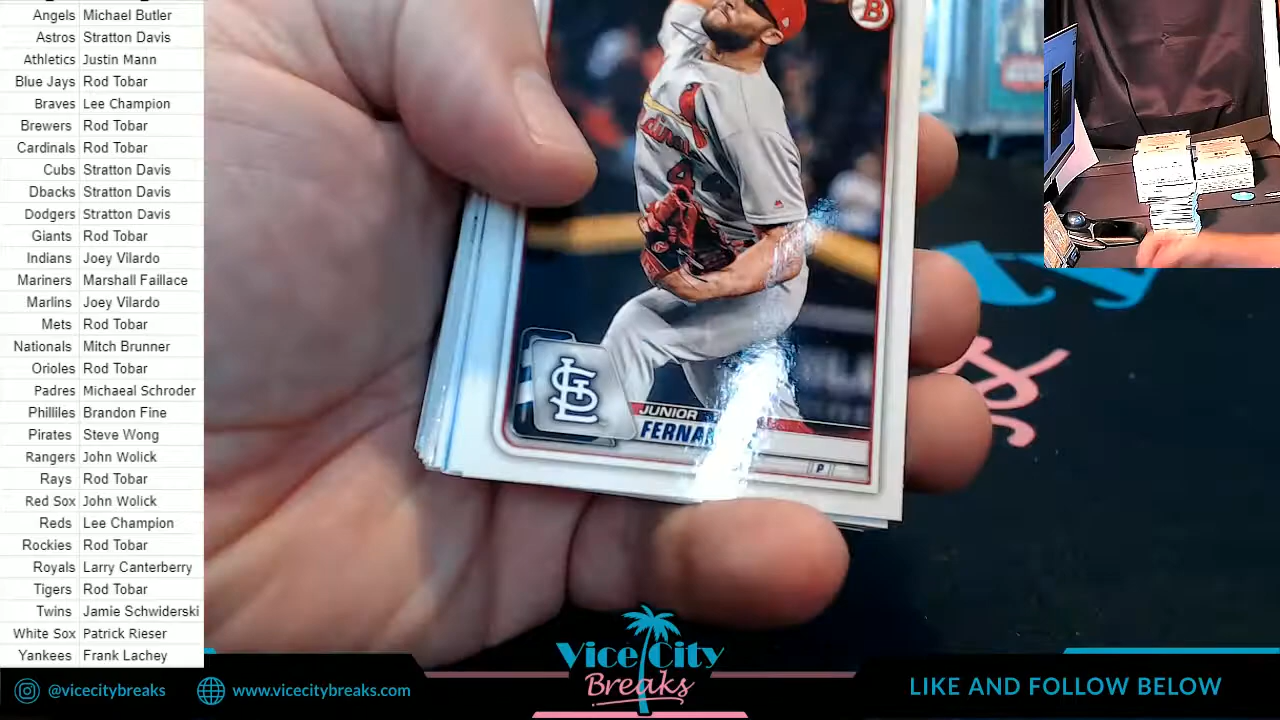 Angels Michael Butler
Astros Stratton Davis
Athletics Justin Mann
Blue Jays Rod Tobar
Braves Lee Champion
Brewers Rod Tobar
Cardinals Rod Tobar
Cubs Stratton Davis
Dbacks Stratton Davis
Dodgers Stratton Davis
Giants Rod Tobar
Indians Joey Vilardo
Mariners Marshall Faillace
Marlins Joey Vilardo
Mets Rod Tobar
Nationals Mitch Brunner
Orioles Rod Tobar
Padres Michaeal Schroder
Philliles Brandon Fine
Pirates Steve Wong
Rangers John Wolick
Rays Rod Tobar
Red Sox John Wolick
Reds Lee Champion
Rockies Rod Tobar
Royals Larry Canterberry
Tigers Rod Tobar
Twins Jamie Schwiderski
White Sox Patrick Rieser
Yankees Frank Lachey
B
4
STL
JUNIOR
P
@vicecitybreaks
www.vicecitybreaks.com
Vice City
Breaks
LIKE AND FOLLOW BELOW